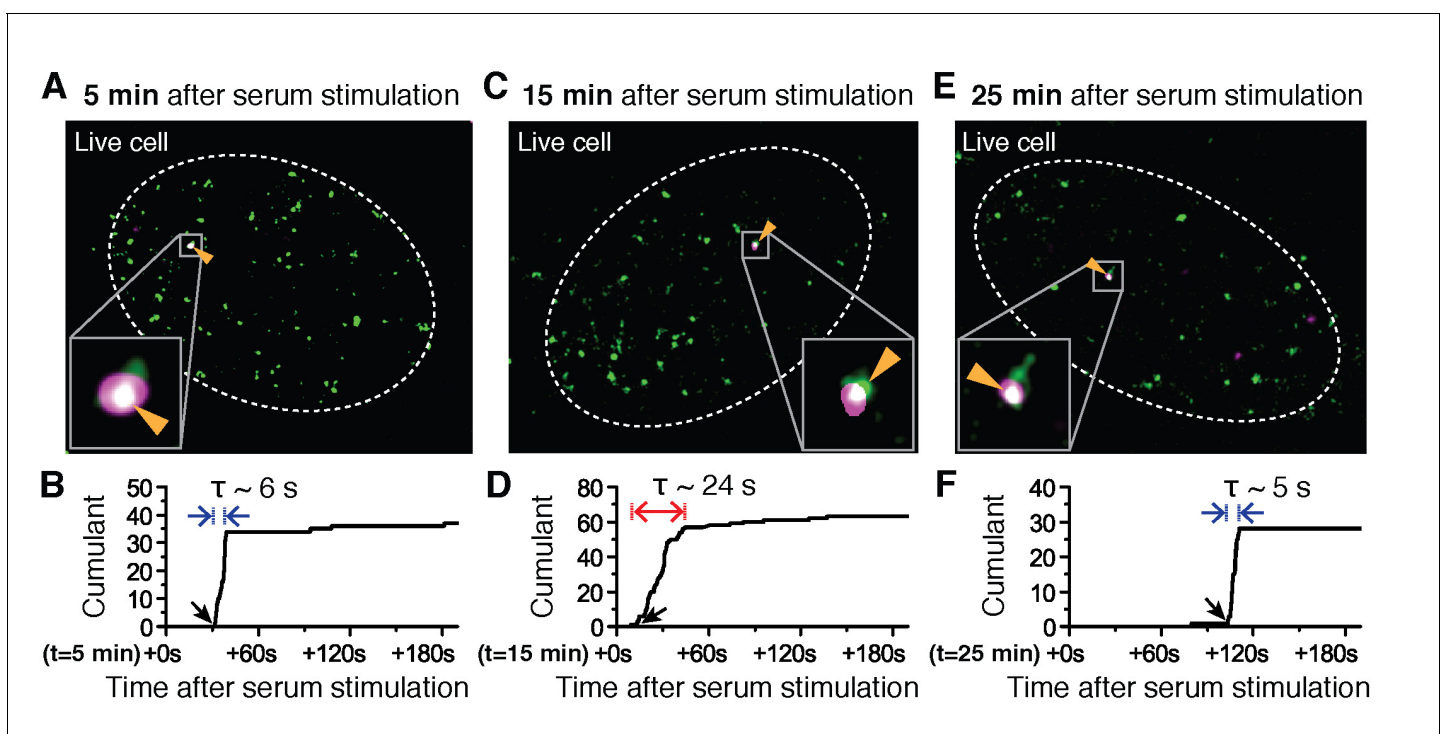 A 5 min after serum stimulation
Live cell
B
τ ~ 6 s
Cumulant
50
40
30
20
10
0
(t=5 min) +0s +60s +120s +180s
Time after serum stimulation
C 15 min after serum stimulation
Live cell
D
τ ~ 24 s
Cumulant
80
60
40
20
0
(t=15 min) +0s +60s +120s +180s
Time after serum stimulation
E 25 min after serum stimulation
Live cell
F
τ ~ 5 s
Cumulant
40
30
20
10
0
(t=25 min) +0s +60s +120s +180s
Time after serum stimulation